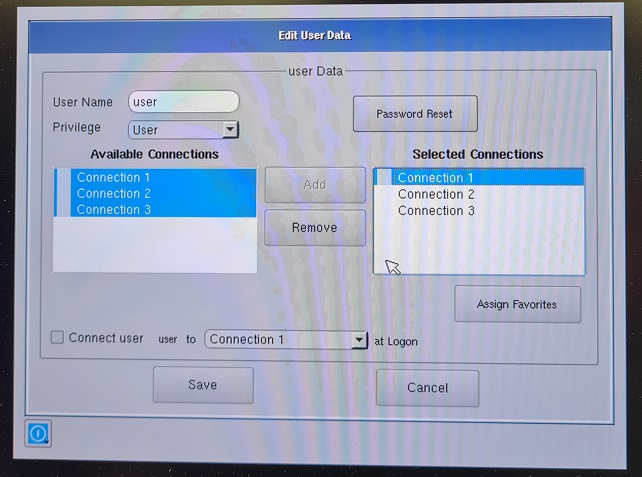 Edit User Data
user Data
User Name user
Password Reset
Privilege User
Available Connections
Selected Connections
Connection 1
Connection 2
Connection 3
Add
Remove
Connection 1
Connection 2
Connection 3
Assign Favorites
Connect user user to Connection 1 at Logon
Save
Cancel